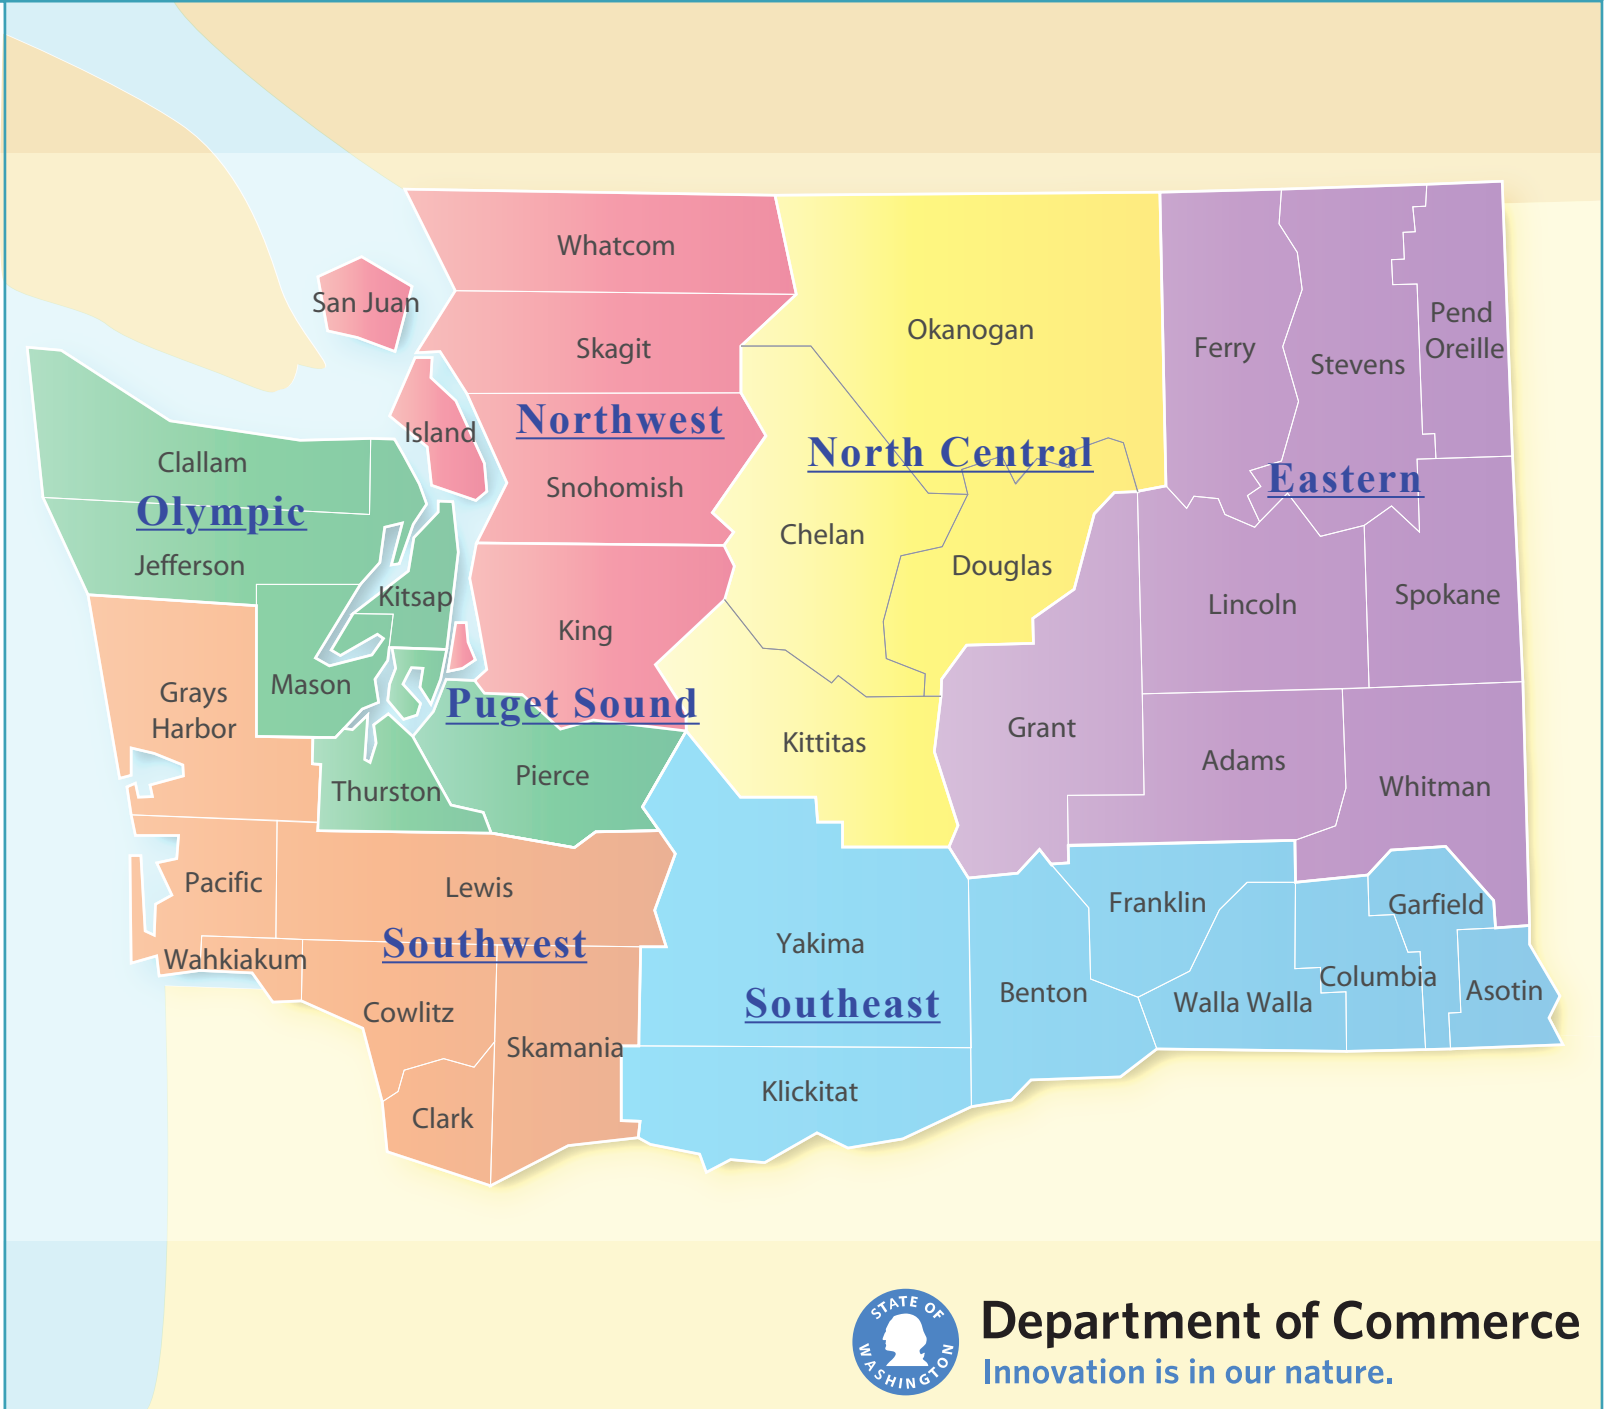 Whatcom
San Juan
Skagit
Okanogan
Pend
Oreille
Ferry
Stevens
Island
Northwest
North Central
Clallam
Snohomish
Eastern
Olympic
Chelan
Jefferson
Douglas
Kitsap
Lincoln
Spokane
King
Mason
Grays
Harbor
Puget Sound
Grant
Kittitas
Adams
Pierce
Thurston
Whitman
Pacific
Lewis
Franklin
Garfield
Wahkiakum
Southwest
Yakima
Columbia
Asotin
Benton
Walla Walla
Southeast
Cowlitz
Skamania
Klickitat
Clark
STATE OF
WASHINGTON
Department of Commerce
Innovation is in our nature.